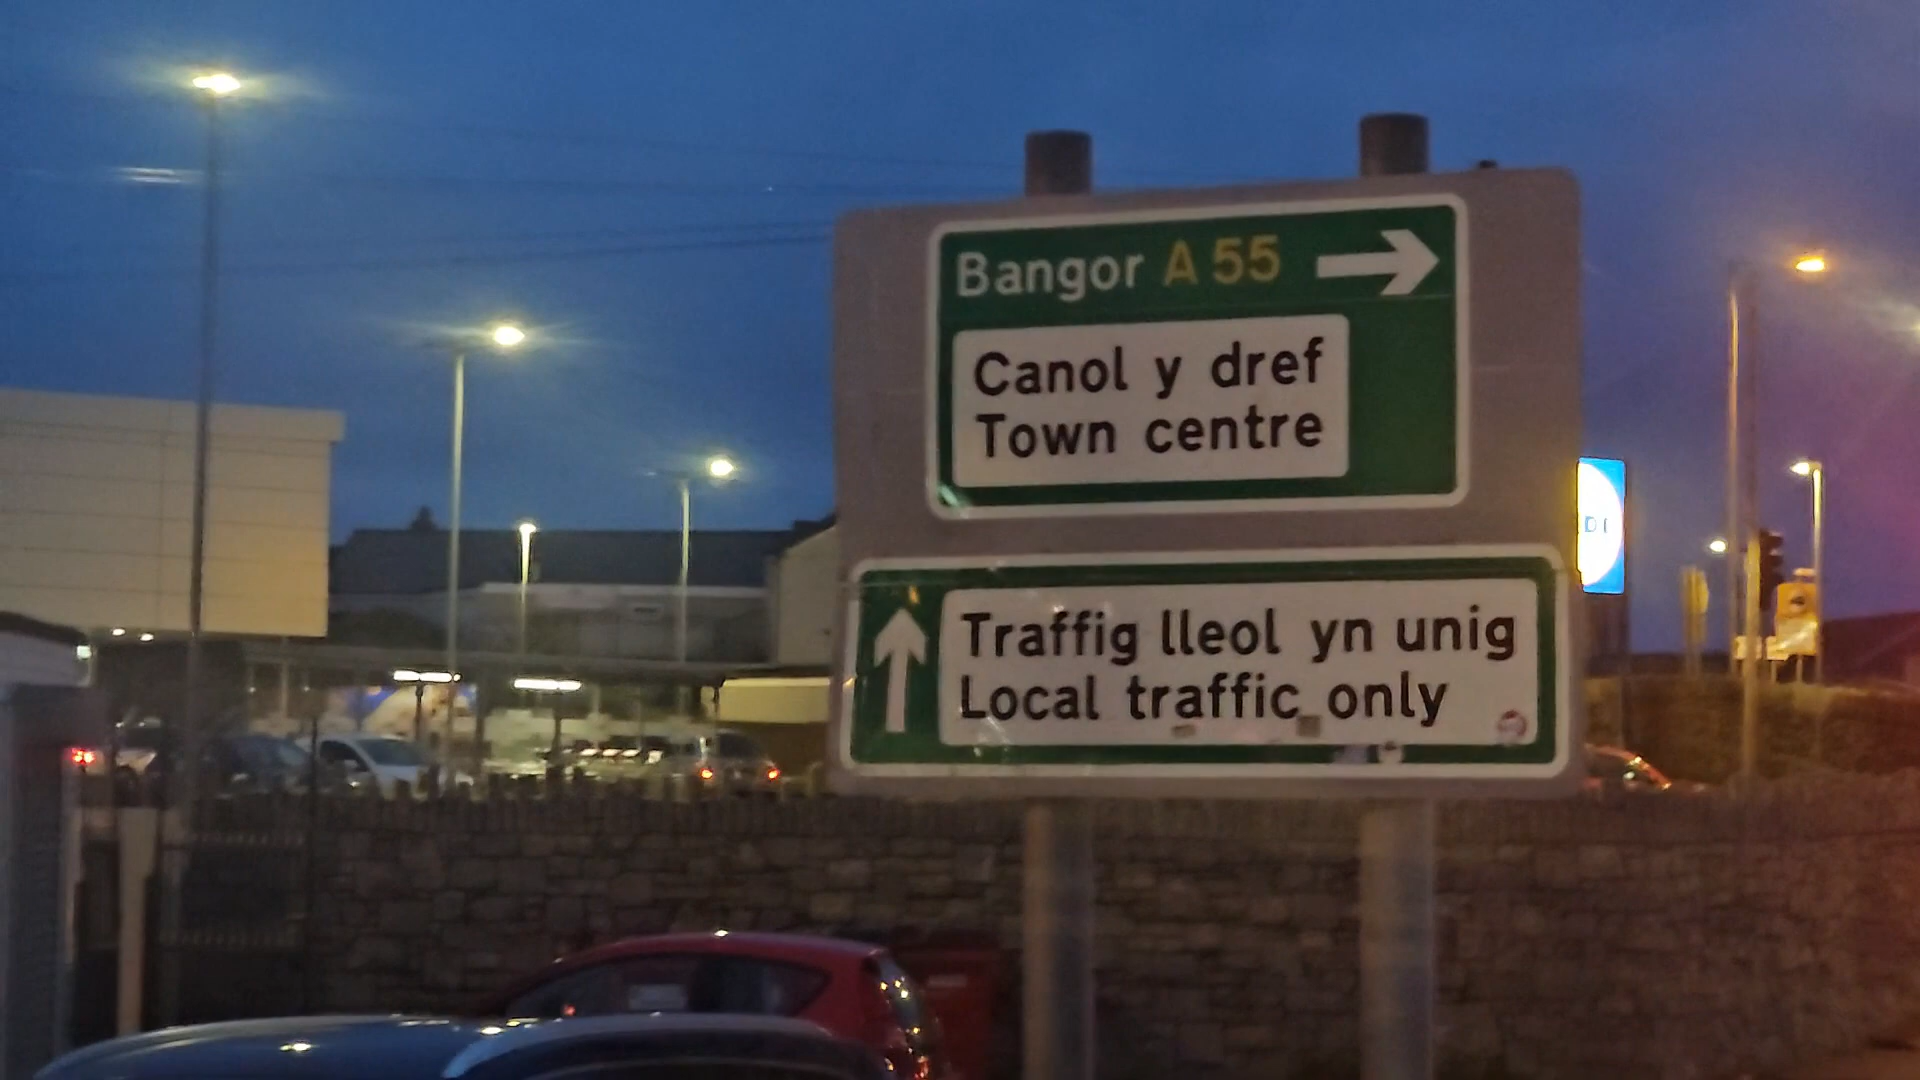 Bangor A55
Canol y dref
Town centre
Traffig lleol yn unig
Local traffic only